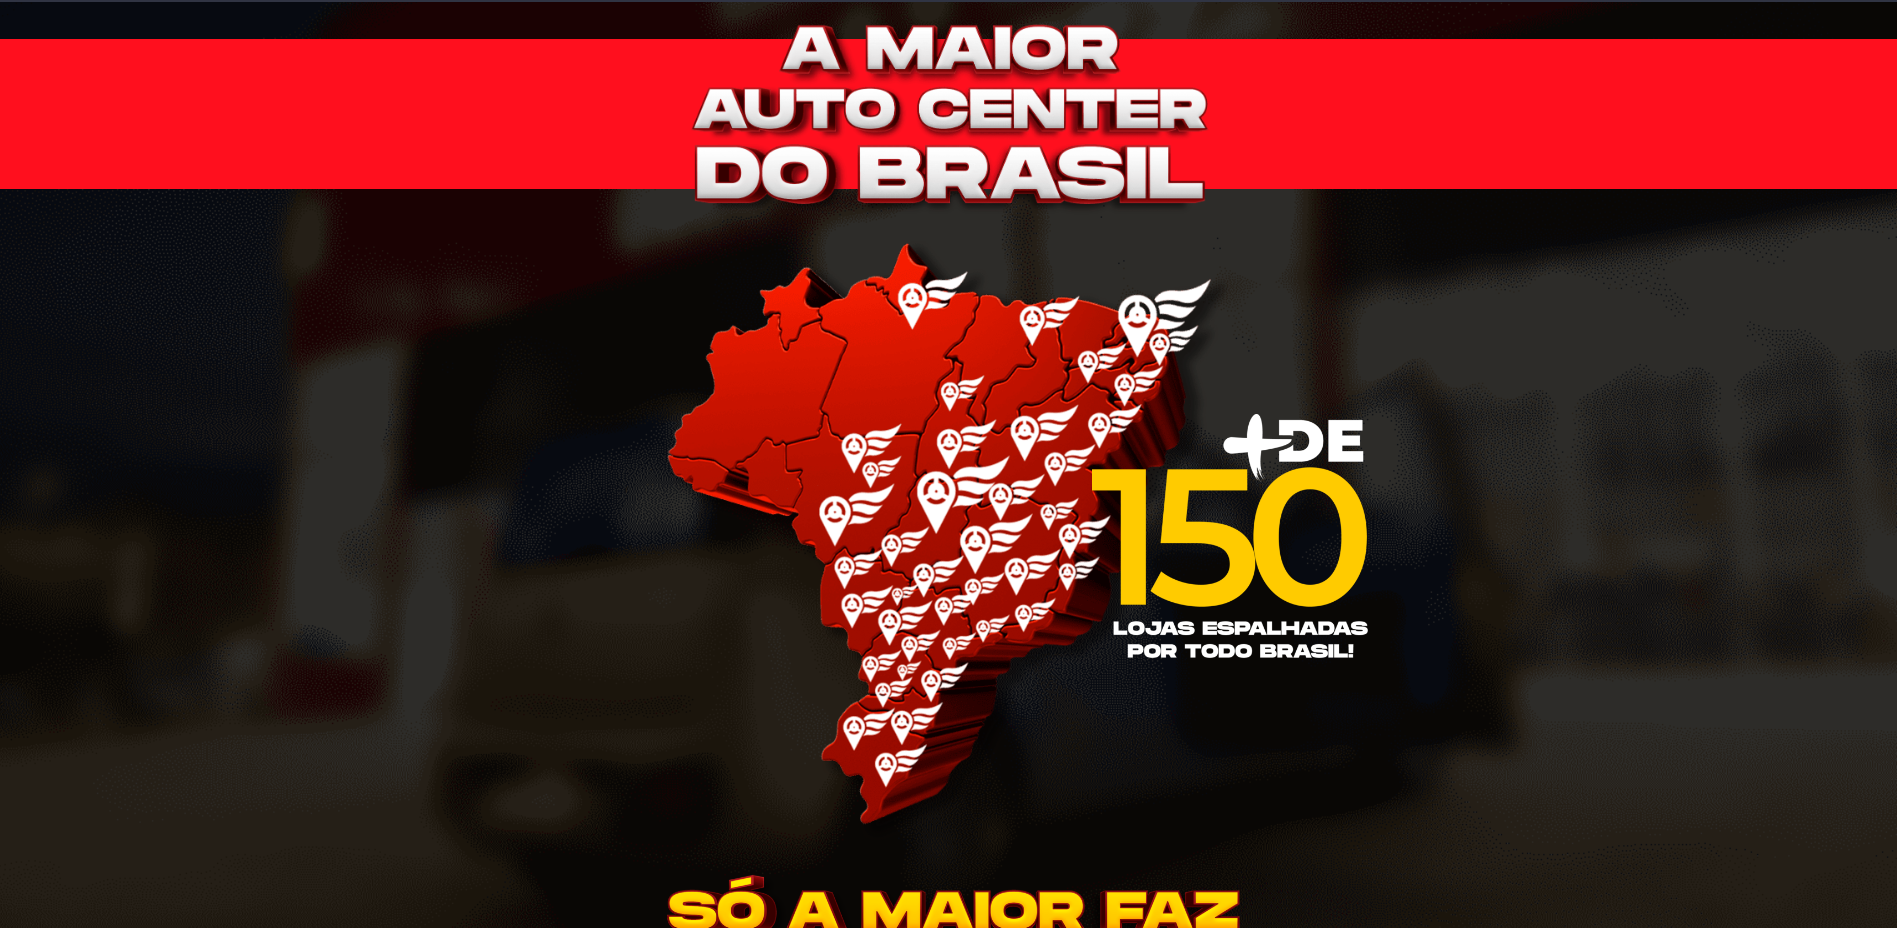 A MAIOR
AUTO CENTER
DO BRASIL
+DE
150
LOJAS ESPALHADAS
POR TODO BRASIL!
SÓ A MAIOR FAZ